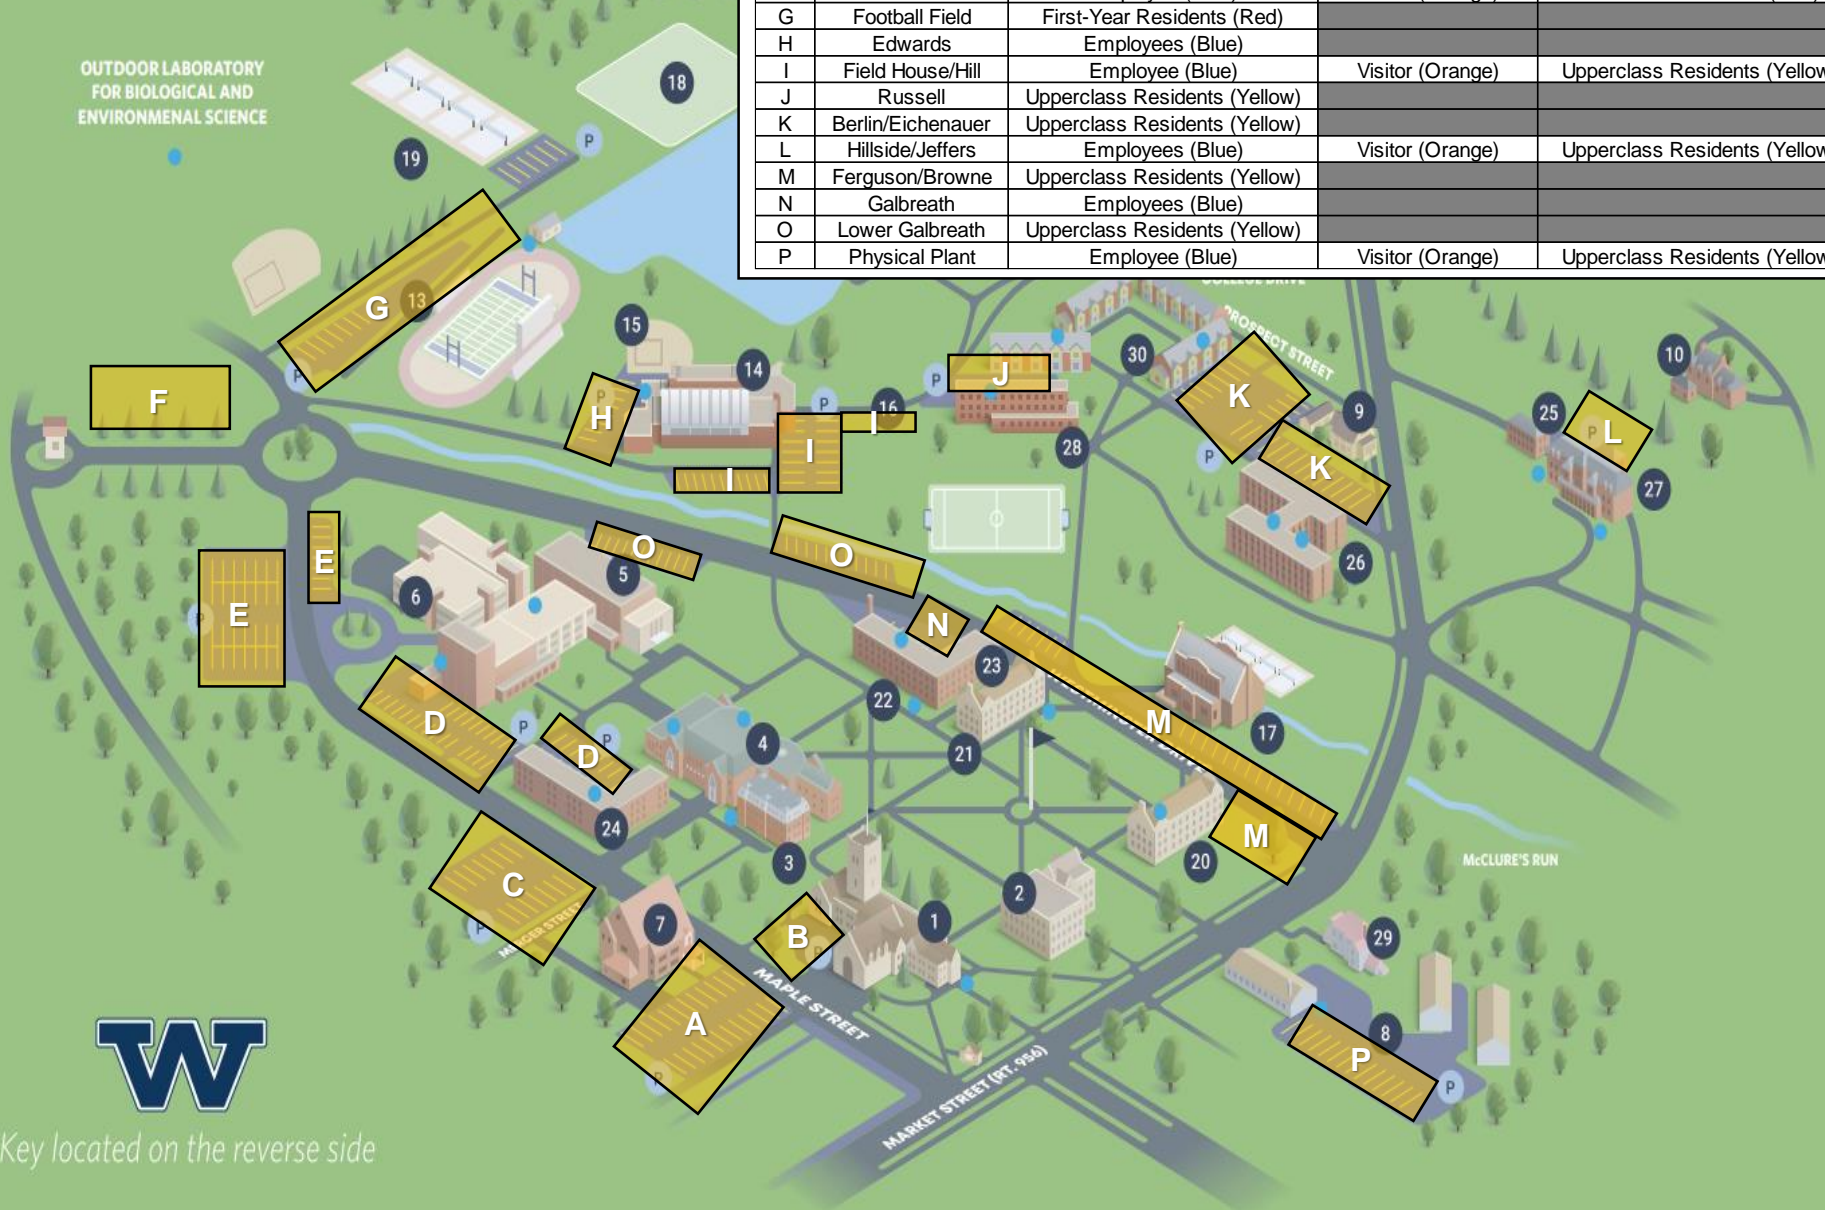 G Football Field First-Year Residents (Red)
H Edwards Employees (Blue)
I Field House/Hill Employee (Blue) Visitor (Orange) Upperclass Residents (Yellow
J Russell Upperclass Residents (Yellow)
K Berlin/Eichenauer Upperclass Residents (Yellow)
L Hillside/Jeffers Employees (Blue) Visitor (Orange) Upperclass Residents (Yellow
M Ferguson/Browne Upperclass Residents (Yellow)
N Galbreath Employees (Blue)
O Lower Galbreath Upperclass Residents (Yellow)
P Physical Plant Employee (Blue) Visitor (Orange) Upperclass Residents (Yellow
OUTDOOR LABORATORY
FOR BIOLOGICAL AND
ENVIRONMENAL SCIENCE
18
19
P
G
13
P
15
14
F
H
P
I
16
I
I
P
J
28
30
PROSPECT STREET
K
9
P
K
10
25
P
L
27
26
E
E
P
6
O
5
O
N
23
22
21
M
17
D
P
D
P
4
24
3
C
P
MERCER STREET
7
B
P
1
2
20
M
McCLURE'S RUN
A
P
MAPLE STREET
MARKET STREET (RT. 956)
29
8
P
P
W
Key located on the reverse side